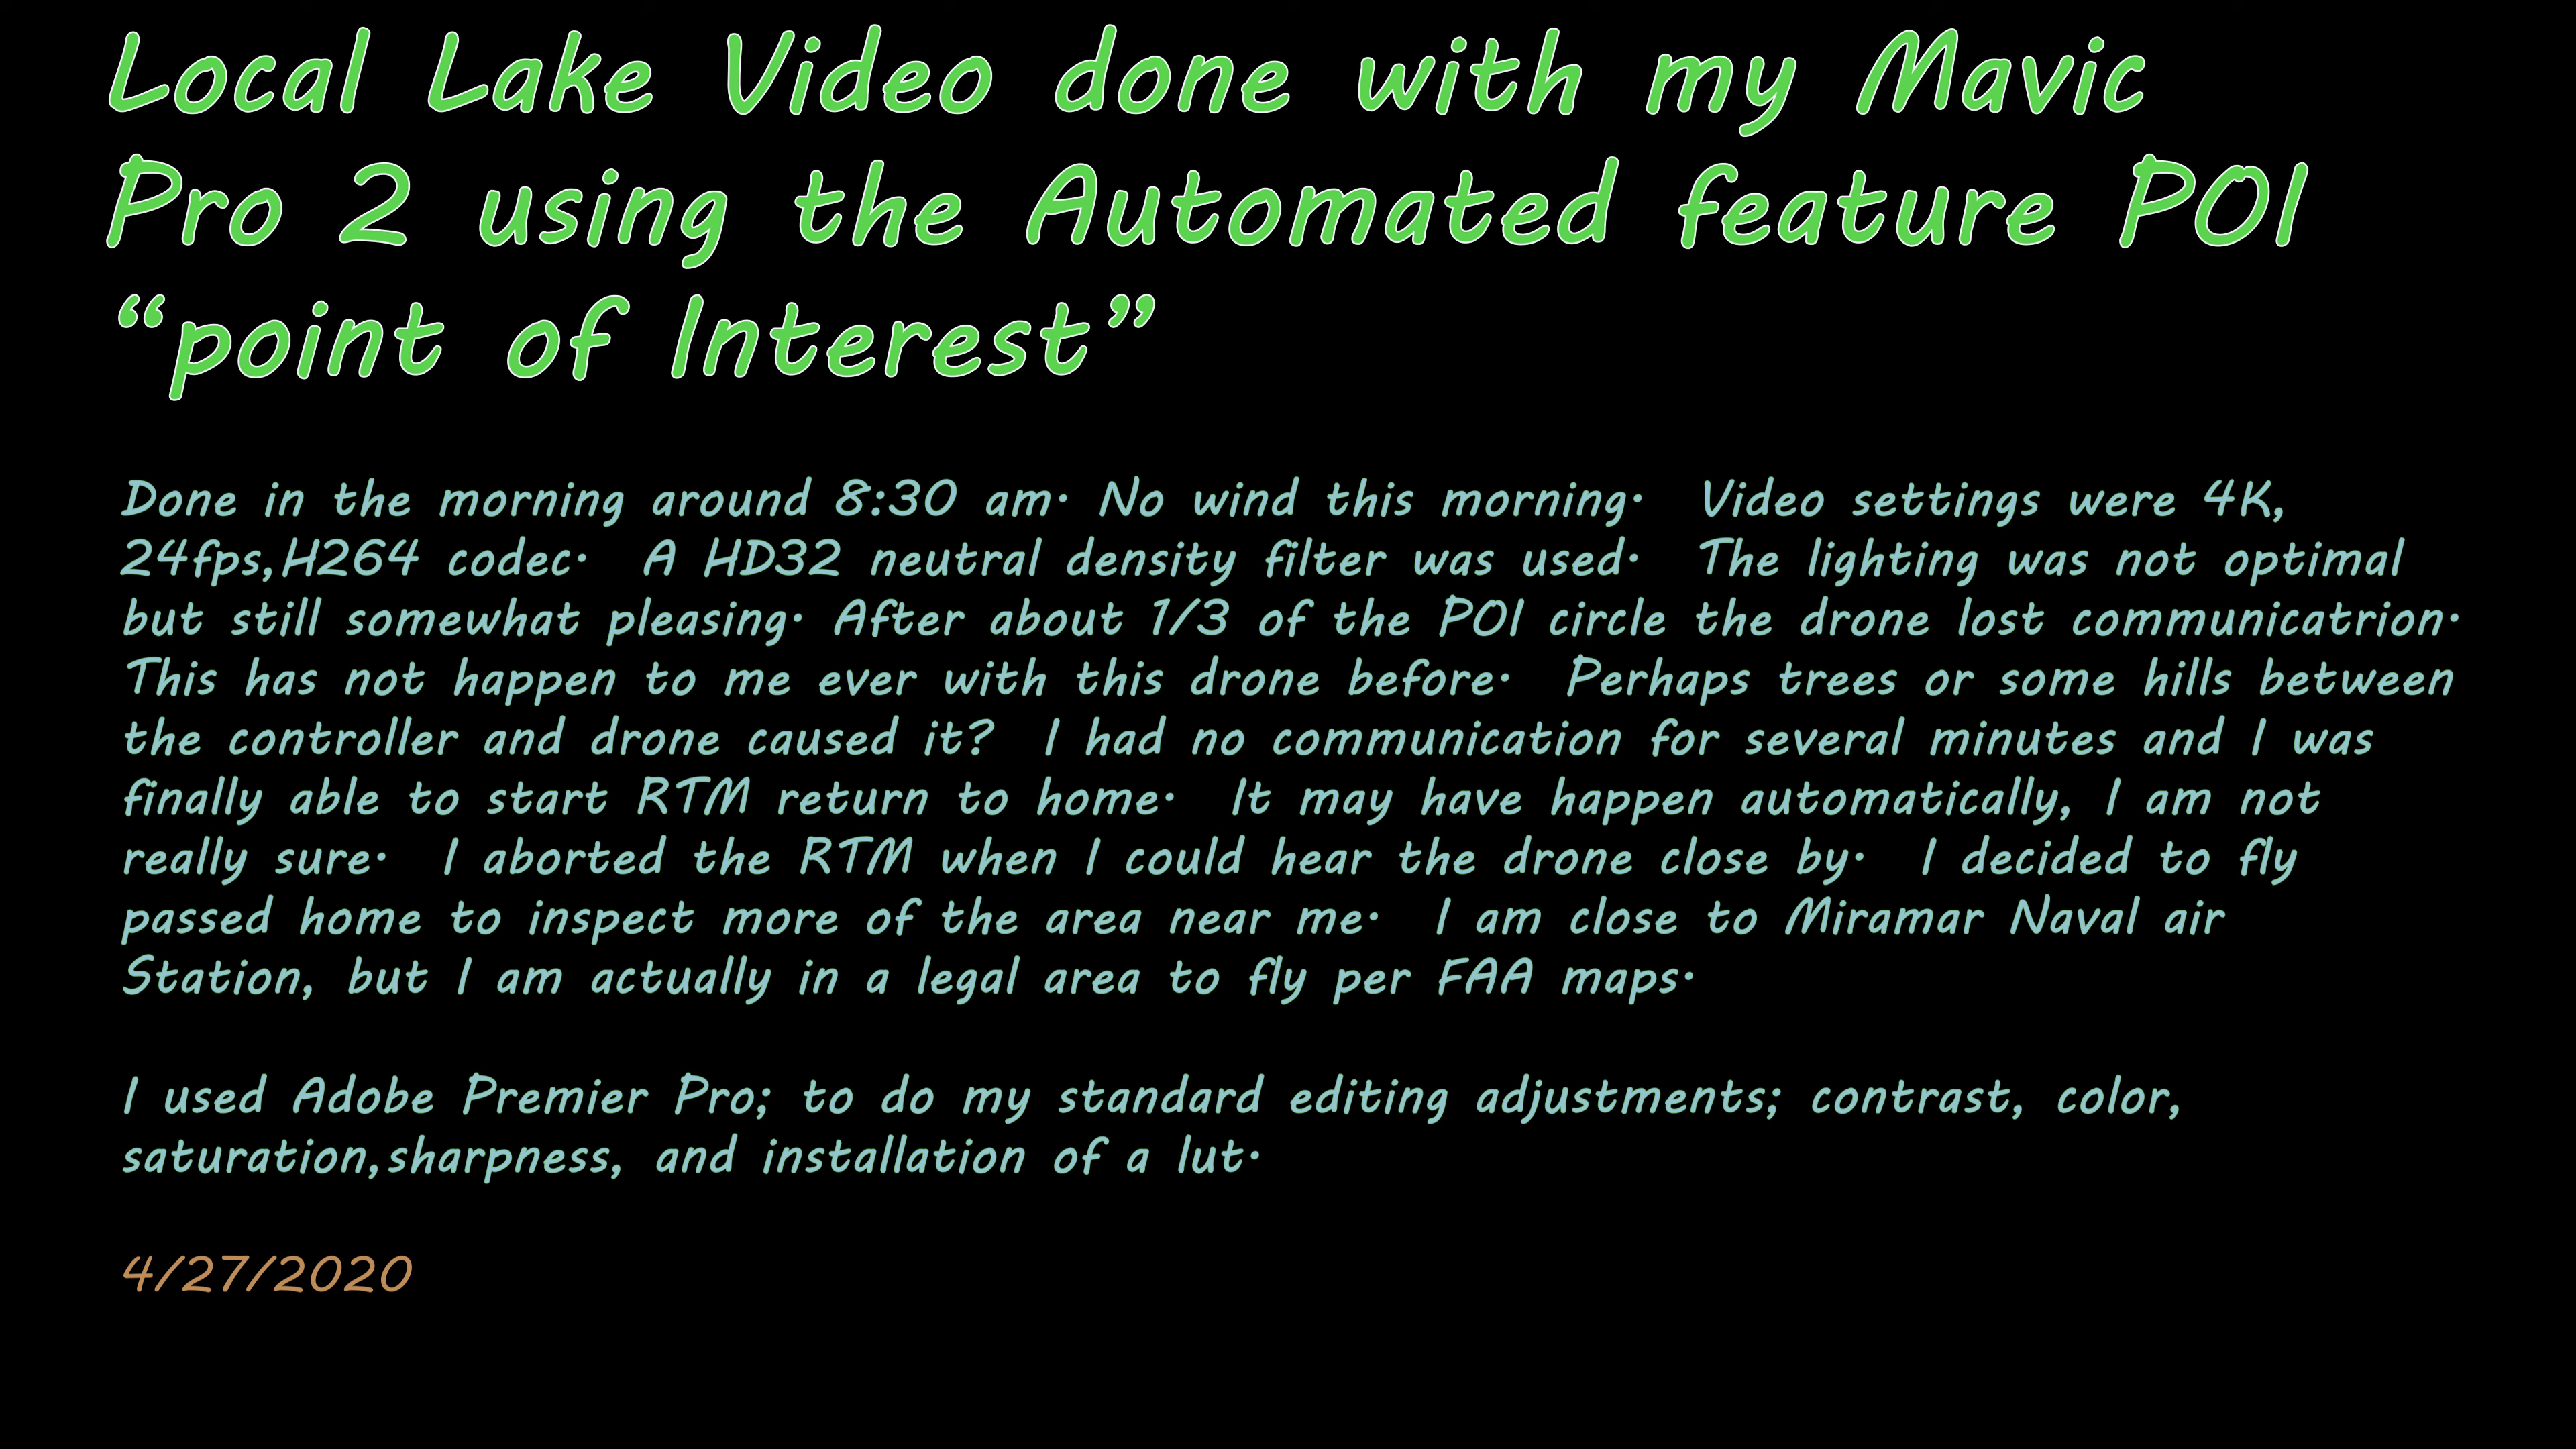 Local Lake Video done with my Mavic
Pro 2 using the Automated feature POI
“point of Interest”
Done in the morning around 8:30 am. No wind this morning. Video settings were 4K,
24fps,H264 codec. A HD32 neutral density filter was used. The lighting was not optimal
but still somewhat pleasing. After about 1/3 of the POI circle the drone lost communicatrion.
This has not happen to me ever with this drone before. Perhaps trees or some hills between
the controller and drone caused it? I had no communication for several minutes and I was
finally able to start RTM return to home. It may have happen automatically, I am not
really sure. I aborted the RTM when I could hear the drone close by. I decided to fly
passed home to inspect more of the area near me. I am close to Miramar Naval air
Station, but I am actually in a legal area to fly per FAA maps.
I used Adobe Premier Pro; to do my standard editing adjustments; contrast, color,
saturation,sharpness, and installation of a lut.
4/27/2020